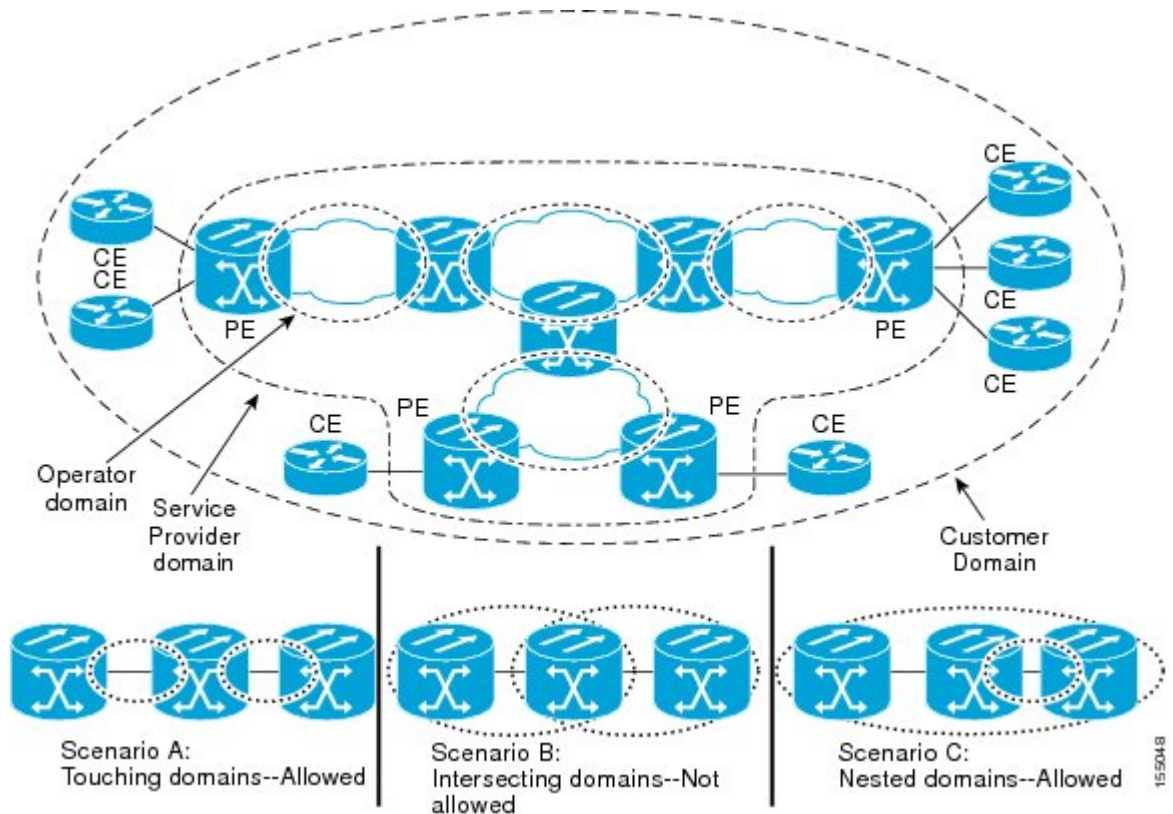 CE
CE
CE
PE
PE
CE
CE
PE
PE
CE
CE
Operator
domain
Service
Provider
domain
Customer
Domain
Scenario A:
Touching domains--Allowed
Scenario B:
Intersecting domains--Not
allowed
Scenario C:
Nested domains--Allowed
155048